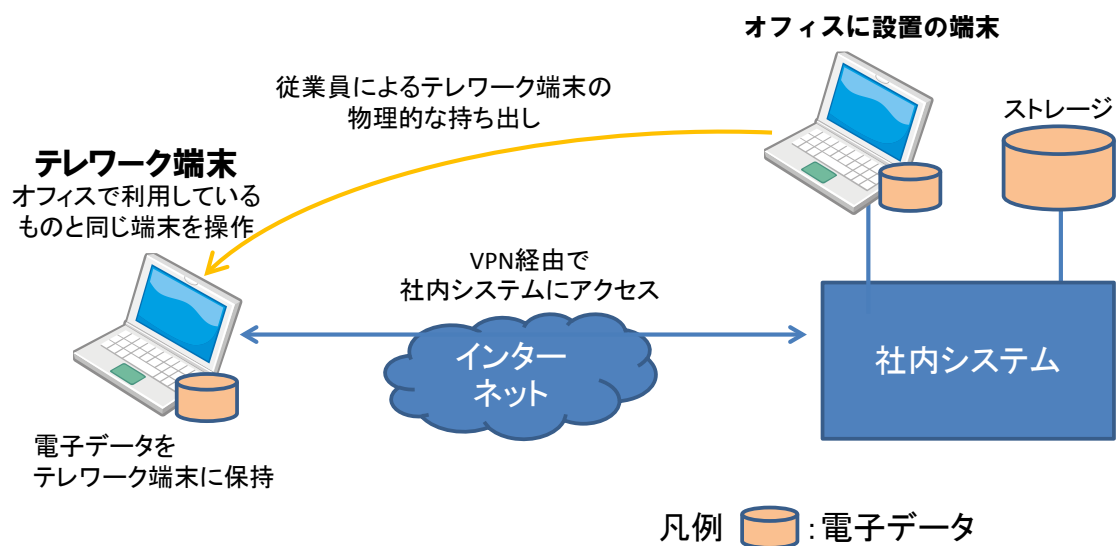 オフィスに設置の端末
従業員によるテレワーク端末の
物理的な持ち出し
ストレージ
テレワーク端末
オフィスで利用している
ものと同じ端末を操作
VPN経由で
社内システムにアクセス
インター
ネット
社内システム
電子データを
テレワーク端末に保持
凡例 :電子データ